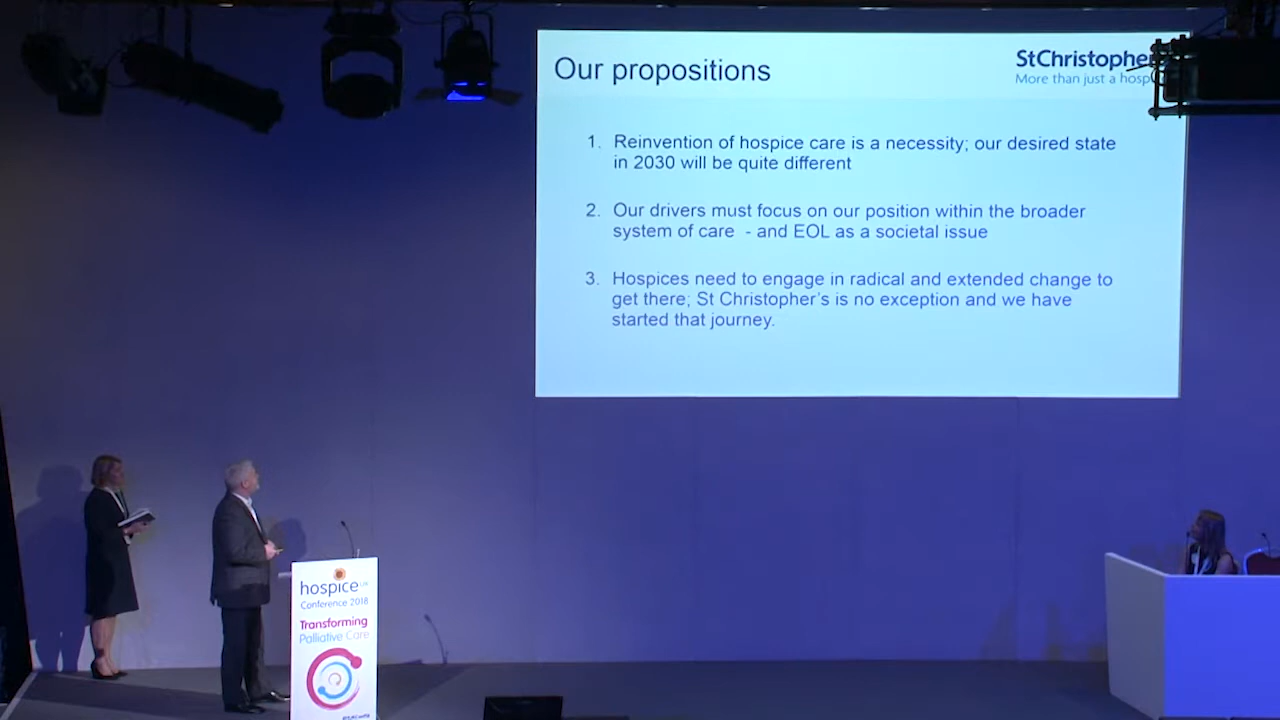 Our propositions
StChristopher
More than just a hosp
1. Reinvention of hospice care is a necessity; our desired state
in 2030 will be quite different
2. Our drivers must focus on our position within the broader
system of care - and EOL as a societal issue
3. Hospices need to engage in radical and extended change to
get there; St Christopher's is no exception and we have
started that journey.
hospice UK
Conference 2018
Transforming
Palliative Care